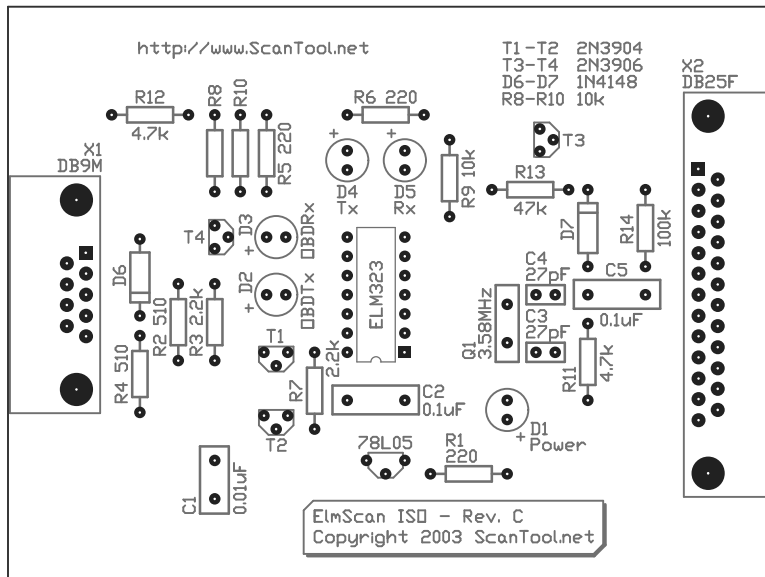 http://www.ScanTool.net
T1-T2 2N3904
T3-T4 2N3906
D6-D7 1N4148
R8-R10 10k
X2
DB25F
R12
4.7k
R8
R10
R5 220
R6 220
X1
DB9M
+
D4
Tx
+
D5
Rx
R9 10k
T3
R13
47k
D7
R14
100k
T4
D3
+
OBDRx
D2
+
OBDTx
ELM323
D6
R2 510
R3 2.2k
R4 510
C4
27pF
C3
27pF
C5
0.1uF
Q1
3.58MHz
R11
4.7k
T1
T2
R7
2.2k
C2
0.1uF
D1
+
Power
78L05
R1
220
C1
0.01uF
ElmScan ISO - Rev. C
Copyright 2003 ScanTool.net